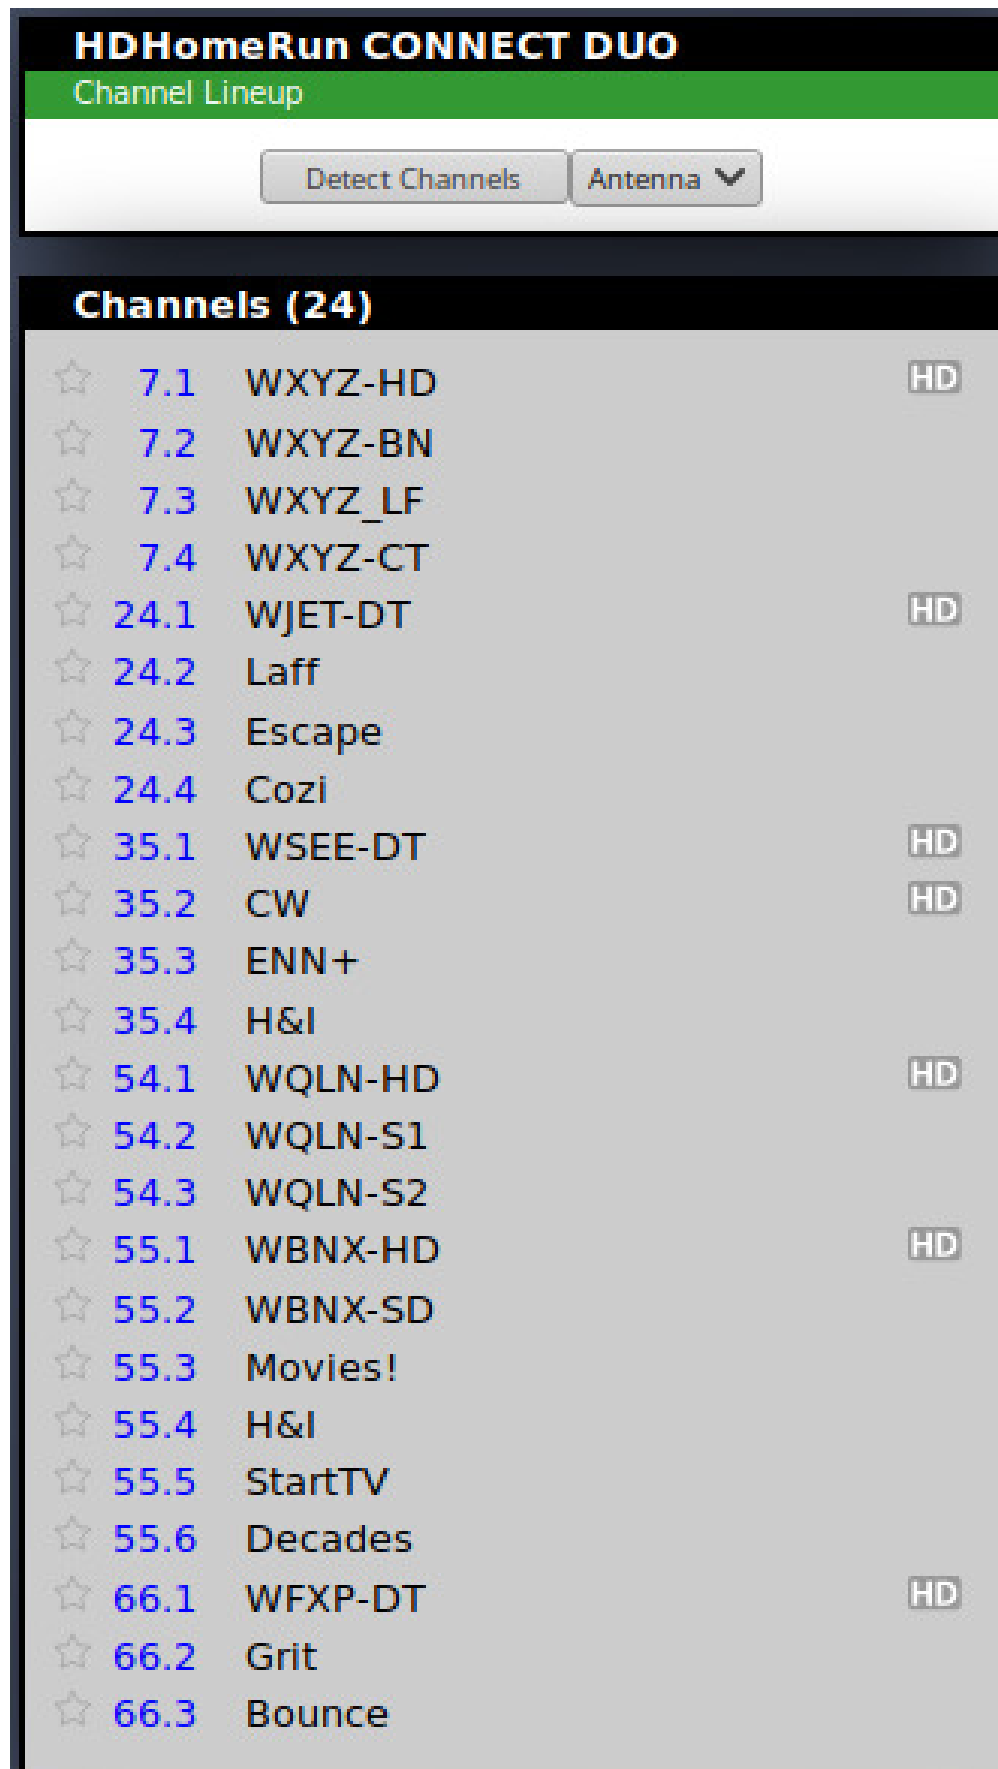 HDHomeRun CONNECT DUO
Channel Lineup
Detect Channels Antenna
Channels (24)
7.1 WXYZ-HD HD
7.2 WXYZ-BN
7.3 WXYZ_LF
7.4 WXYZ-CT
24.1 WJET-DT HD
24.2 Laff
24.3 Escape
24.4 Cozi
35.1 WSEE-DT HD
35.2 CW HD
35.3 ENN+
35.4 H&I
54.1 WQLN-HD HD
54.2 WQLN-S1
54.3 WQLN-S2
55.1 WBNX-HD HD
55.2 WBNX-SD
55.3 Movies!
55.4 H&I
55.5 StartTV
55.6 Decades
66.1 WFXP-DT HD
66.2 Grit
66.3 Bounce